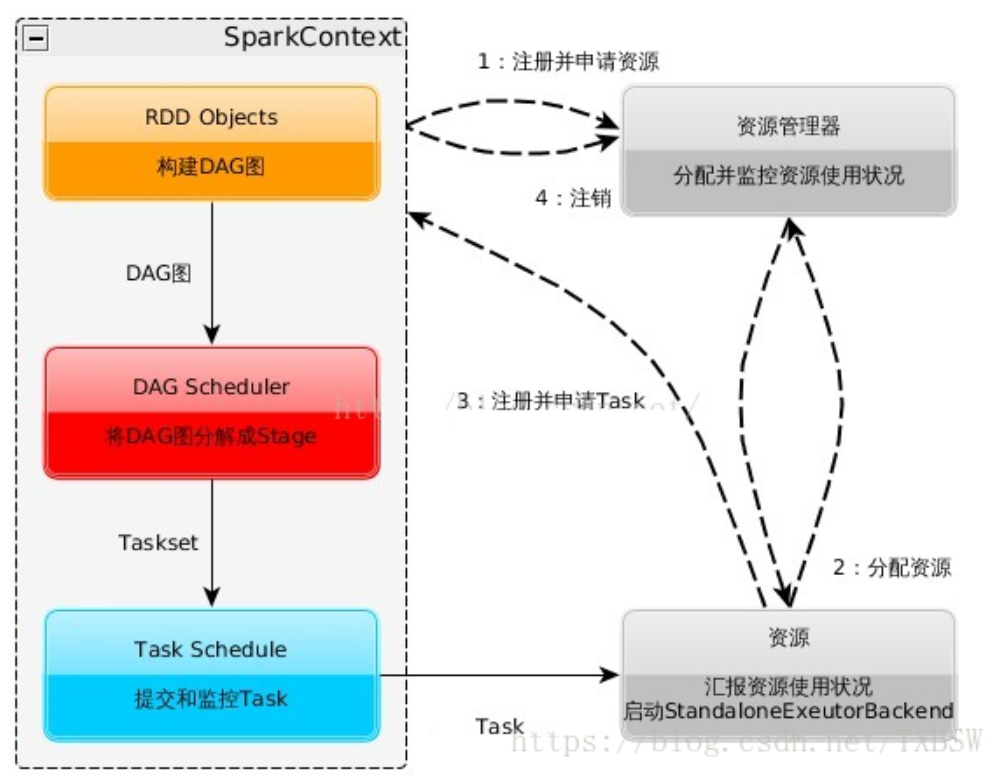 SparkContext
1：注册并申请资源
RDD Objects
构建DAG图
资源管理器
分配并监控资源使用状况
4：注销
DAG图
DAG Scheduler
将DAG图分解成Stage
3：注册并申请Task
Taskset
2：分配资源
Task Schedule
提交和监控Task
资源
汇报资源使用状况
启动StandaloneExeutorBackend
Task
https://blog.csdn.net/TXBSW